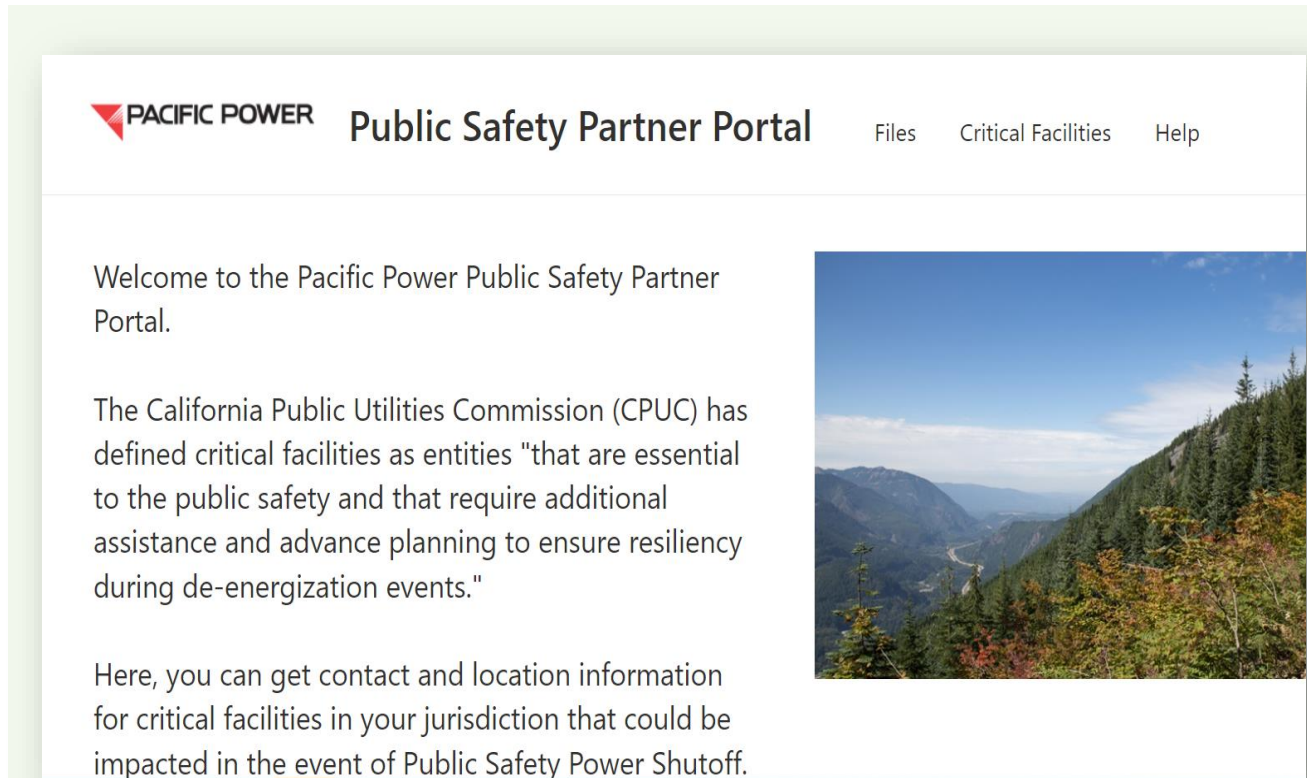 PACIFIC POWER
Public Safety Partner Portal
Files
Critical Facilities
Help
Welcome to the Pacific Power Public Safety Partner
Portal.
The California Public Utilities Commission (CPUC) has
defined critical facilities as entities "that are essential
to the public safety and that require additional
assistance and advance planning to ensure resiliency
during de-energization events."
Here, you can get contact and location information
for critical facilities in your jurisdiction that could be
impacted in the event of Public Safety Power Shutoff.